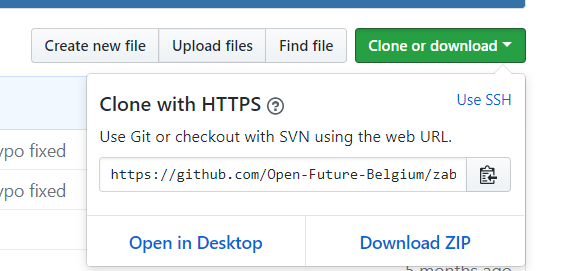 Create new file Upload files Find file Clone or download
Clone with HTTPS ?
Use SSH
Use Git or checkout with SVN using the web URL.
ypo fixed
https://github.com/Open-Future-Belgium/zab
ypo fixed
Open in Desktop Download ZIP
5 months ago